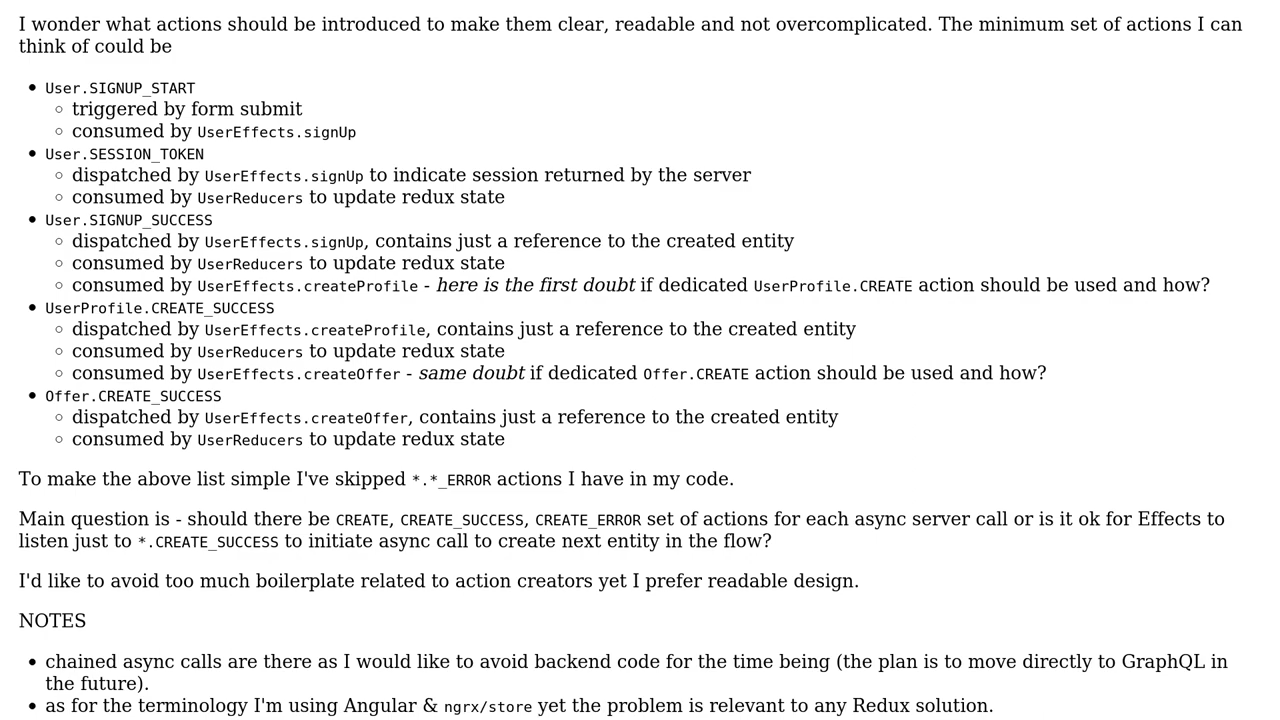 I wonder what actions should be introduced to make them clear, readable and not overcomplicated. The minimum set of actions I can
think of could be
User.SIGNUP_START
triggered by form submit
consumed by UserEffects.signUp
User.SESSION_TOKEN
dispatched by UserEffects.signUp to indicate session returned by the server
consumed by UserReducers to update redux state
User.SIGNUP_SUCCESS
dispatched by UserEffects.signUp, contains just a reference to the created entity
consumed by UserReducers to update redux state
consumed by UserEffects.createProfile - here is the first doubt if dedicated UserProfile.CREATE action should be used and how?
UserProfile.CREATE_SUCCESS
dispatched by UserEffects.createProfile, contains just a reference to the created entity
consumed by UserReducers to update redux state
consumed by UserEffects.createOffer - same doubt if dedicated Offer.CREATE action should be used and how?
Offer.CREATE_SUCCESS
dispatched by UserEffects.createOffer, contains just a reference to the created entity
consumed by UserReducers to update redux state
To make the above list simple I've skipped *.*_ERROR actions I have in my code.
Main question is - should there be CREATE, CREATE_SUCCESS, CREATE_ERROR set of actions for each async server call or is it ok for Effects to
listen just to *.CREATE_SUCCESS to initiate async call to create next entity in the flow?
I'd like to avoid too much boilerplate related to action creators yet I prefer readable design.
NOTES
chained async calls are there as I would like to avoid backend code for the time being (the plan is to move directly to GraphQL in
the future).
as for the terminology I'm using Angular & ngrx/store yet the problem is relevant to any Redux solution.